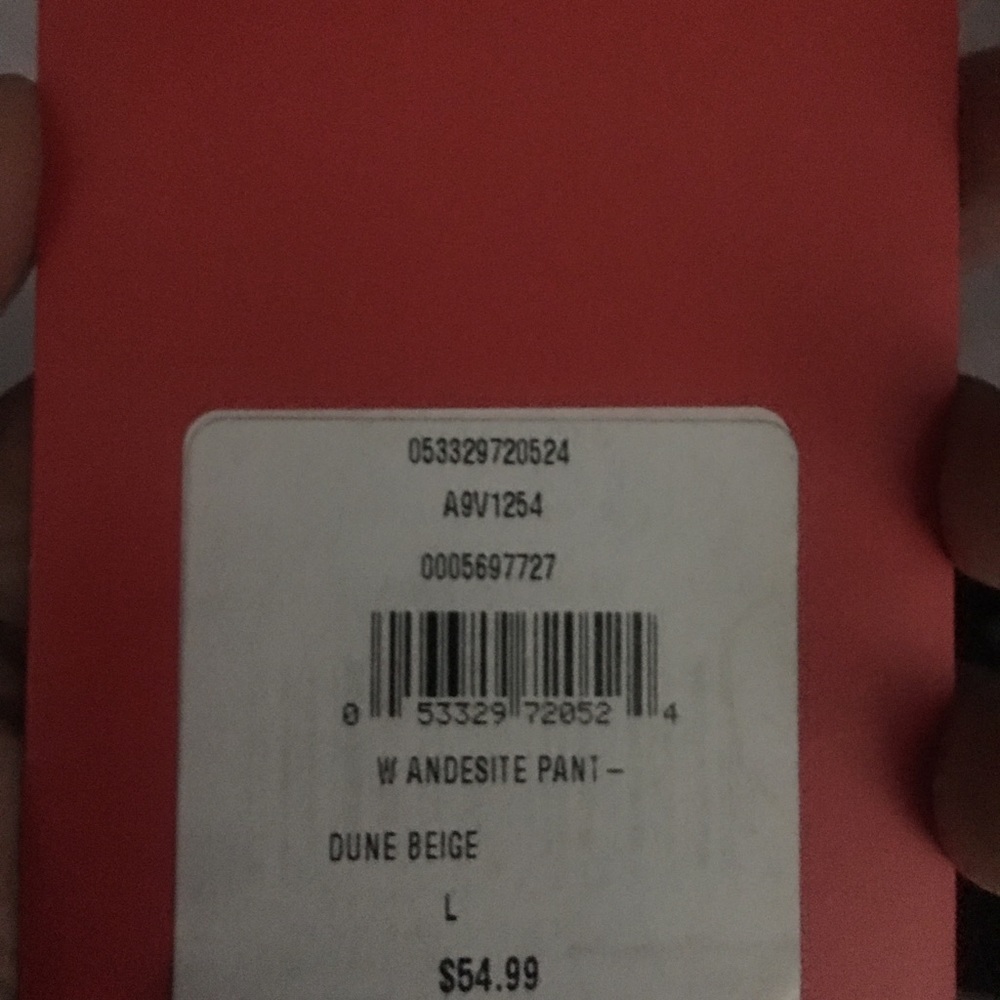 053329720524
A9V1254
0005697727
0 53329 72052 4
W ANDESITE PANT –
DUNE BEIGE
L
$54.99